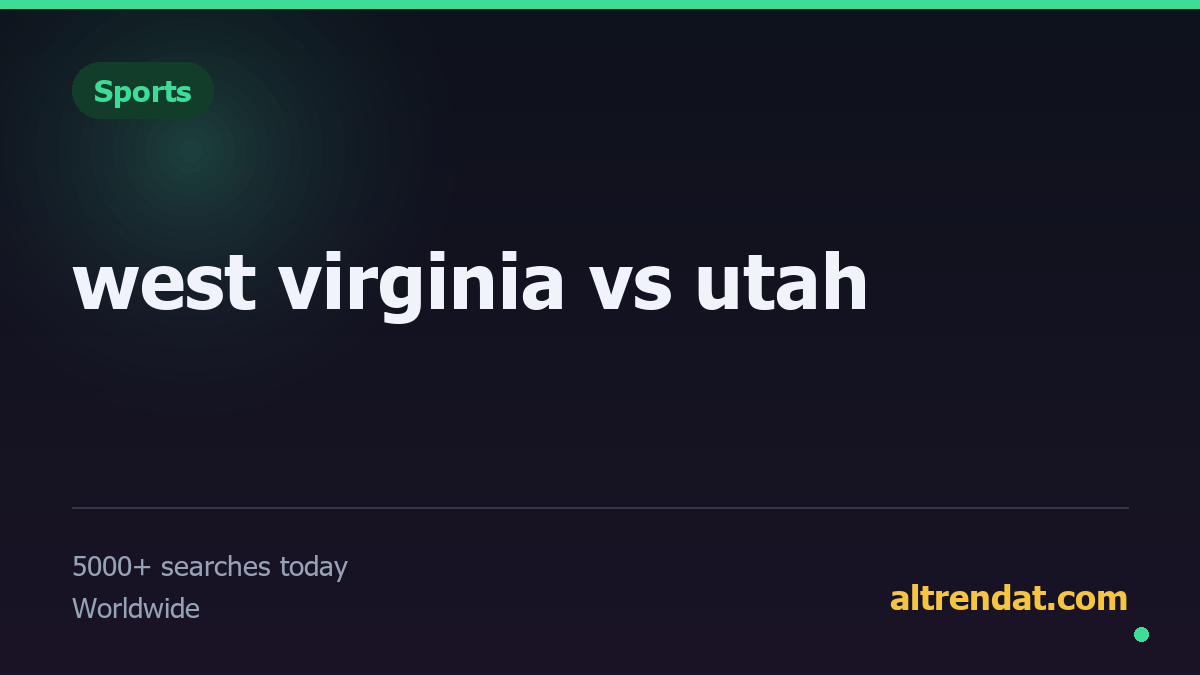 Sports
west virginia vs utah
5000+ searches today
Worldwide
altrendat.com